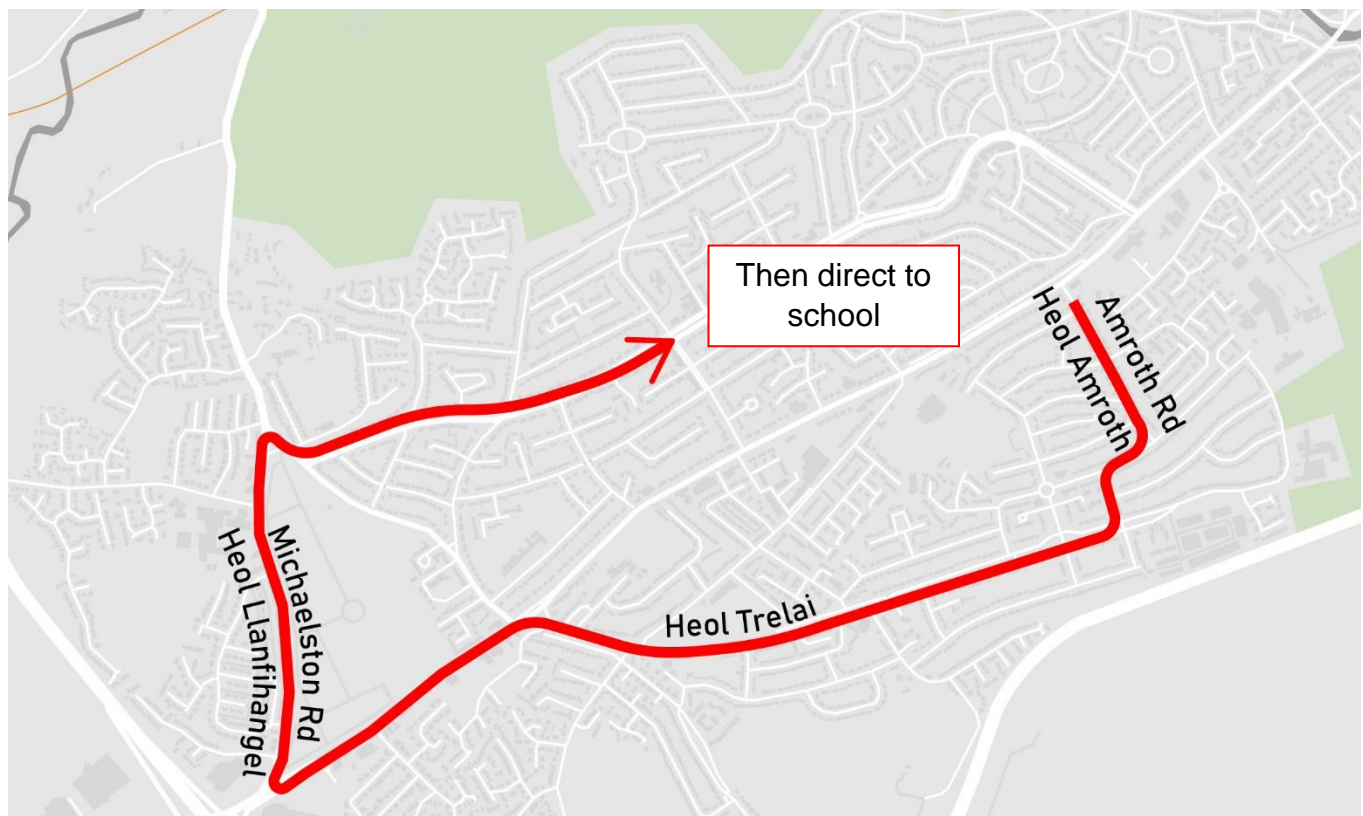 Then direct to
school
Amroth Rd
Heol Amroth
Heol Trelai
Michaelston Rd
Heol Llanfihangel